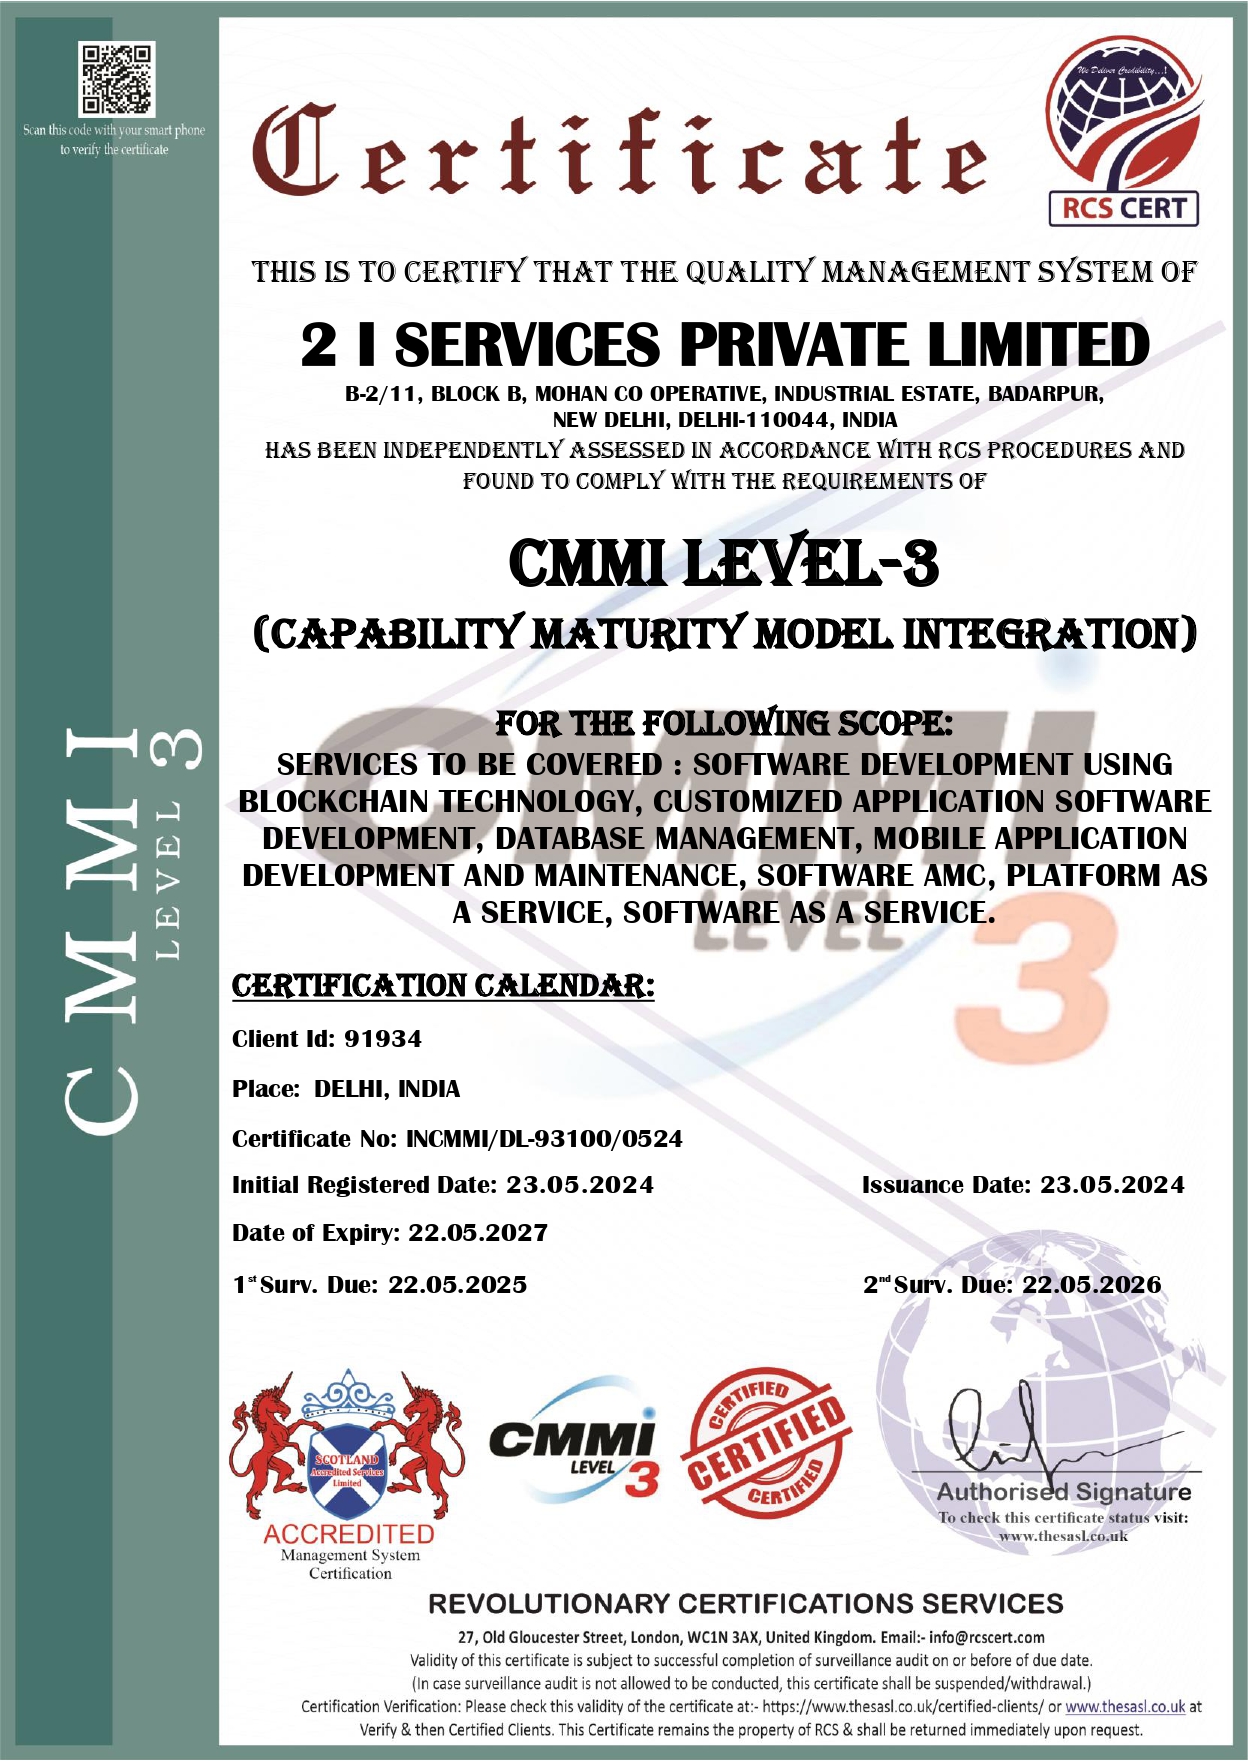 Scan this code with your smart phone
to verify the certificate
We Deliver Credibility...!
RCS CERT
Certificate
THIS IS TO CERTIFY THAT THE QUALITY MANAGEMENT SYSTEM OF
2 I SERVICES PRIVATE LIMITED
B-2/11, BLOCK B, MOHAN CO OPERATIVE, INDUSTRIAL ESTATE, BADARPUR,
NEW DELHI, DELHI-110044, INDIA
HAS BEEN INDEPENDENTLY ASSESSED IN ACCORDANCE WITH RCS PROCEDURES AND
FOUND TO COMPLY WITH THE REQUIREMENTS OF
CMMI LEVEL-3
(CAPABILITY MATURITY MODEL INTEGRATION)
CMMI
LEVEL 3
CMMI
LEVEL
3
FOR THE FOLLOWING SCOPE:
SERVICES TO BE COVERED : SOFTWARE DEVELOPMENT USING
BLOCKCHAIN TECHNOLOGY, CUSTOMIZED APPLICATION SOFTWARE
DEVELOPMENT, DATABASE MANAGEMENT, MOBILE APPLICATION
DEVELOPMENT AND MAINTENANCE, SOFTWARE AMC, PLATFORM AS
A SERVICE, SOFTWARE AS A SERVICE.
CERTIFICATION CALENDAR:
Client Id: 91934
Place: DELHI, INDIA
Certificate No: INCMMI/DL-93100/0524
Initial Registered Date: 23.05.2024 Issuance Date: 23.05.2024
Date of Expiry: 22.05.2027
1st Surv. Due: 22.05.2025 2nd Surv. Due: 22.05.2026
SCOTLAND
Accredited Services
Limited
ACCREDITED
Management System
Certification
CMMi
LEVEL
3
CERTIFIED
CERTIFIED
CERTIFIED
Authorised Signature
To check this certificate status visit:
www.thesasl.co.uk
REVOLUTIONARY CERTIFICATIONS SERVICES
27, Old Gloucester Street, London, WC1N 3AX, United Kingdom. Email:- info@rcscert.com
Validity of this certificate is subject to successful completion of surveillance audit on or before of due date.
(In case surveillance audit is not allowed to be conducted, this certificate shall be suspended/withdrawal.)
Certification Verification: Please check this validity of the certificate at:- https://www.thesasl.co.uk/certified-clients/ or www.thesasl.co.uk at
Verify & then Certified Clients. This Certificate remains the property of RCS & shall be returned immediately upon request.